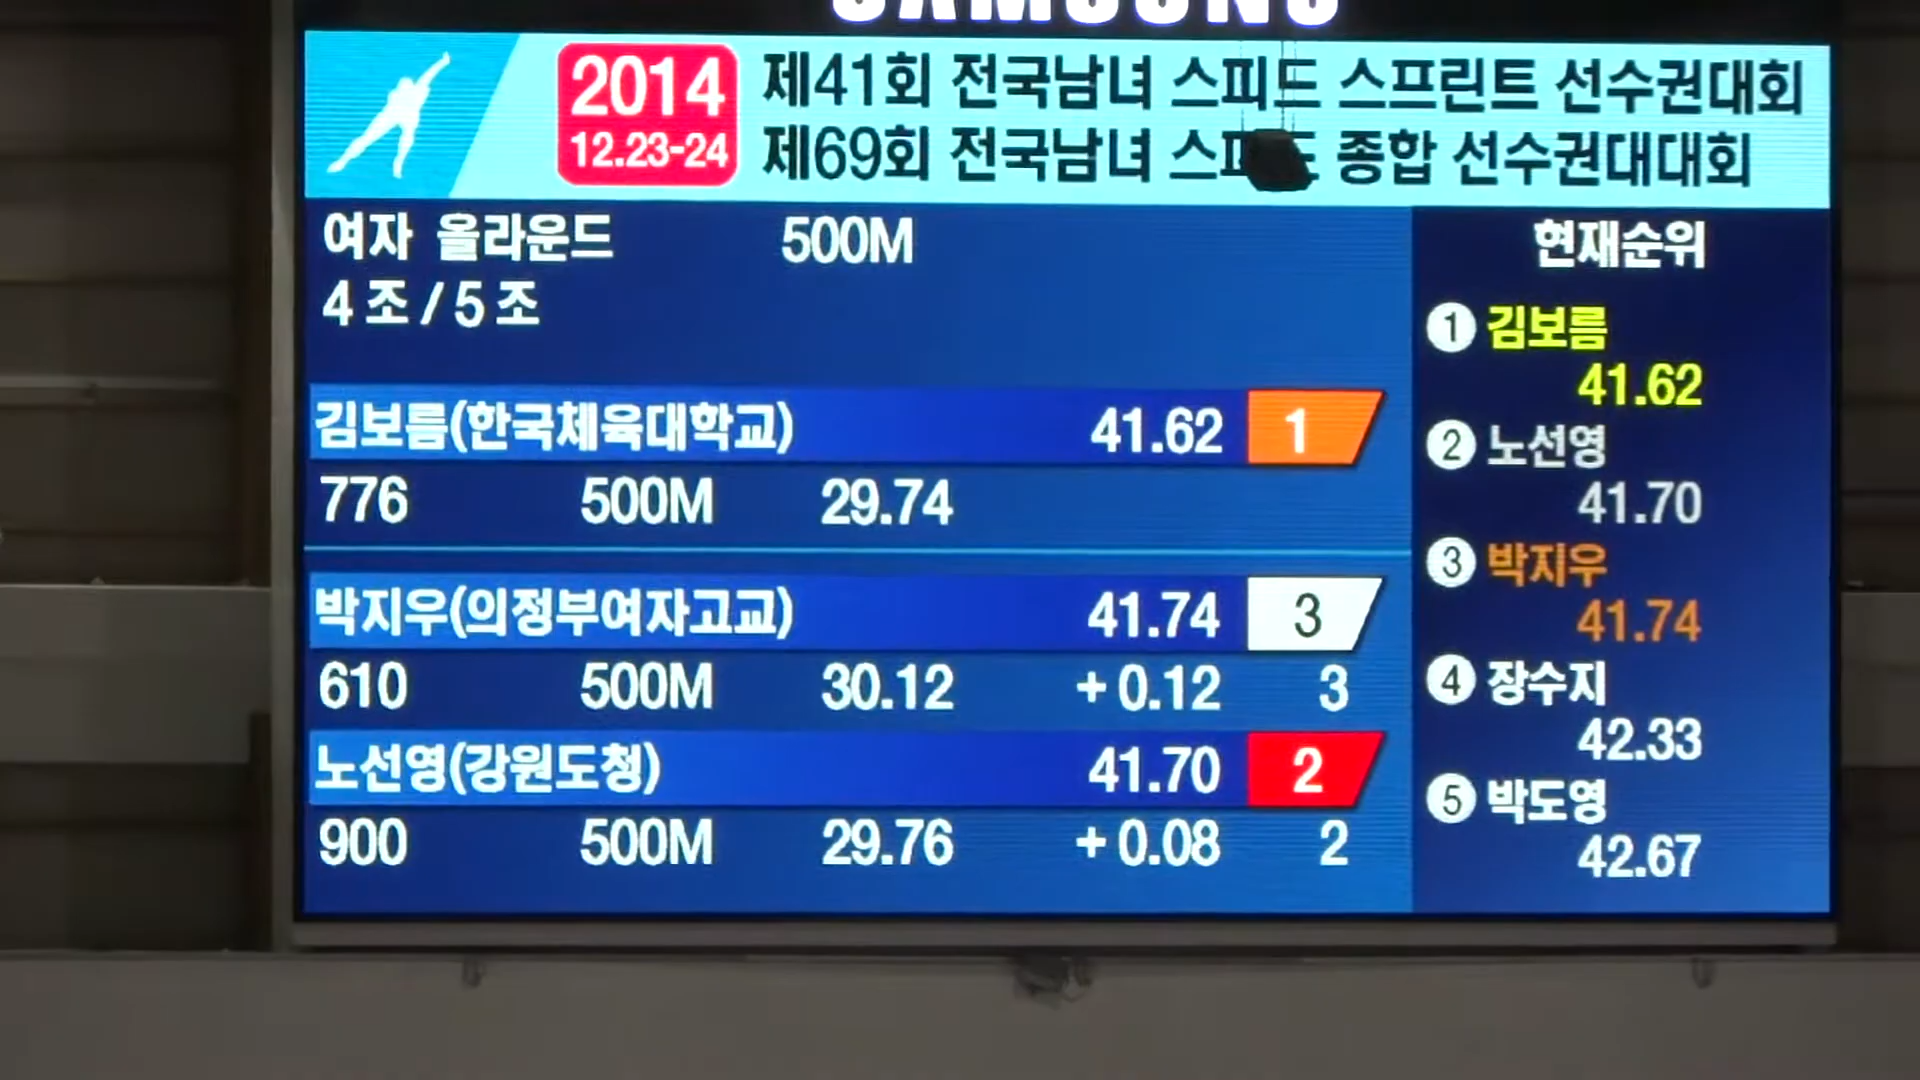 SAMSUNG
2014
12.23-24
제41회 전국남녀 스피드 스프린트 선수권대회
제69회 전국남녀 스피드 종합 선수권대대회
여자 올라운드 500M
4 조 / 5 조
김보름(한국체육대학교) 41.62 1
776 500M 29.74
박지우(의정부여자고교) 41.74 3
610 500M 30.12 +0.12 3
노선영(강원도청) 41.70 2
900 500M 29.76 +0.08 2
현재순위
1 김보름
41.62
2 노선영
41.70
3 박지우
41.74
4 장수지
42.33
5 박도영
42.67